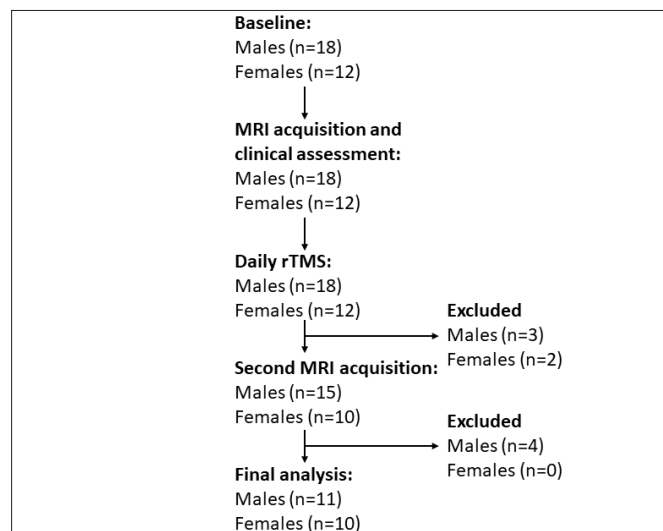 Baseline:
Males (n=18)
Females (n=12)
MRI acquisition and
clinical assessment:
Males (n=18)
Females (n=12)
Daily rTMS:
Males (n=18)
Females (n=12)
Excluded
Males (n=3)
Females (n=2)
Second MRI acquisition:
Males (n=15)
Females (n=10)
Excluded
Males (n=4)
Females (n=0)
Final analysis:
Males (n=11)
Females (n=10)